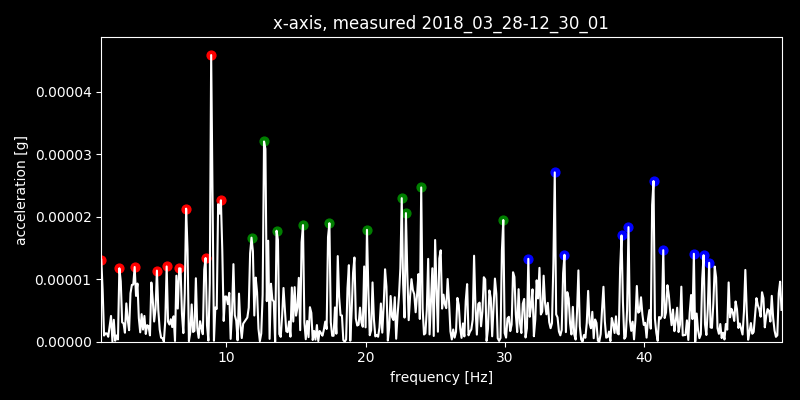 x-axis, measured 2018_03_28-12_30_01
acceleration [g]
0.00004
0.00003
0.00002
0.00001
0.00000
10 20 30 40
frequency [Hz]